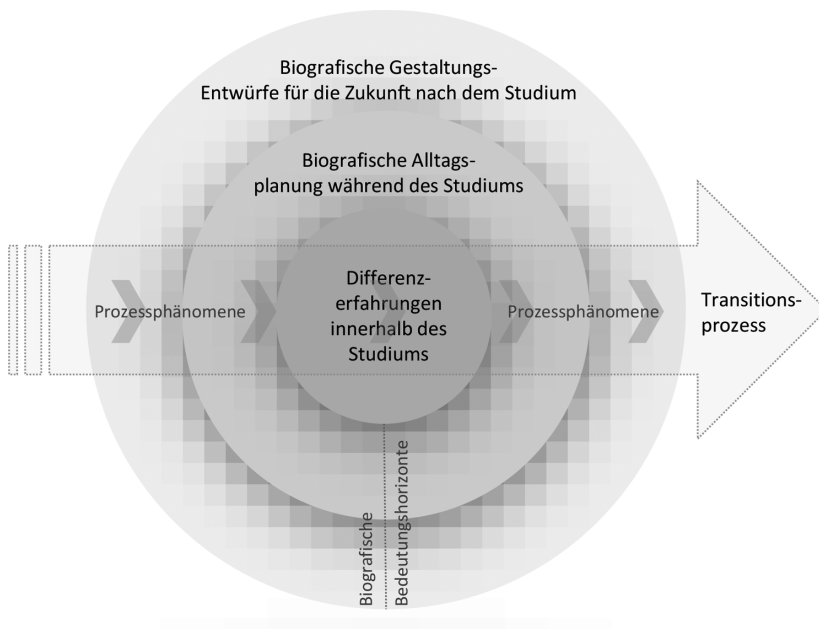 Biografische Gestaltungs-
Entwürfe für die Zukunft nach dem Studium
Biografische Alltags-
planung während des Studiums
Differenz-
erfahrungen
innerhalb des
Studiums
Prozessphänomene
Prozessphänomene
Transitions-
prozess
Biografische
Bedeutungshorizonte